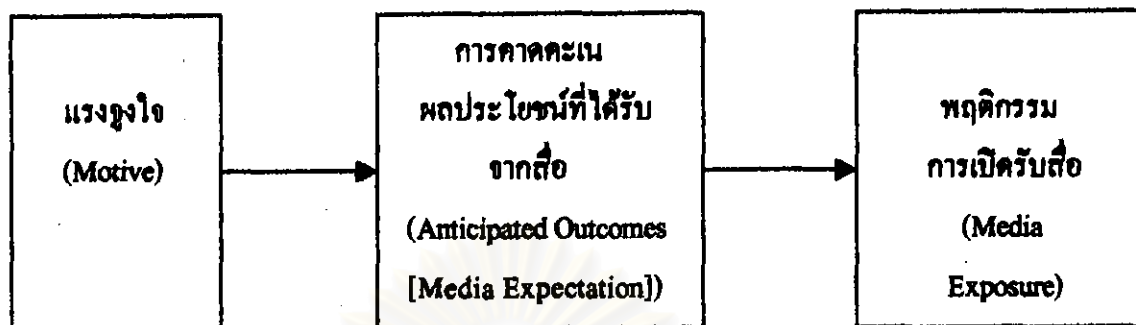 แรงจูงใจ
(Motive)
การคาดคะเน
ผลประโยชน์ที่ได้รับ
จากสื่อ
(Anticipated Outcomes
[Media Expectation])
พฤติกรรม
การเปิดรับสื่อ
(Media
Exposure)